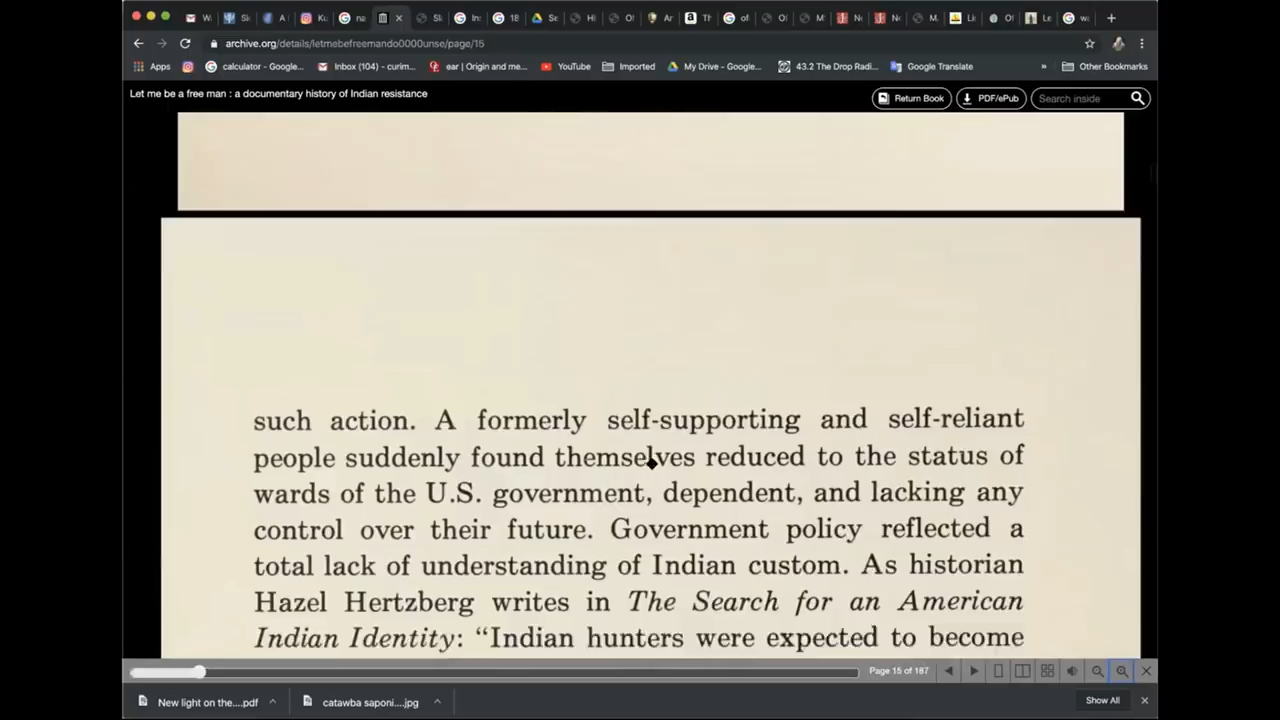 archive.org/details/letmebefreemando0000unse/page/15
Apps
calculator - Google...
Inbox (104) - curim...
ear | Origin and me...
YouTube
Imported
My Drive - Google...
43.2 The Drop Radi...
Google Translate
»
Other Bookmarks
Let me be a free man : a documentary history of Indian resistance
Return Book
PDF/ePub
Search inside
such action. A formerly self-supporting and self-reliant
people suddenly found themselves reduced to the status of
wards of the U.S. government, dependent, and lacking any
control over their future. Government policy reflected a
total lack of understanding of Indian custom. As historian
Hazel Hertzberg writes in The Search for an American
Indian Identity: “Indian hunters were expected to become
Page 15 of 187
New light on the....pdf
catawba saponi....jpg
Show All